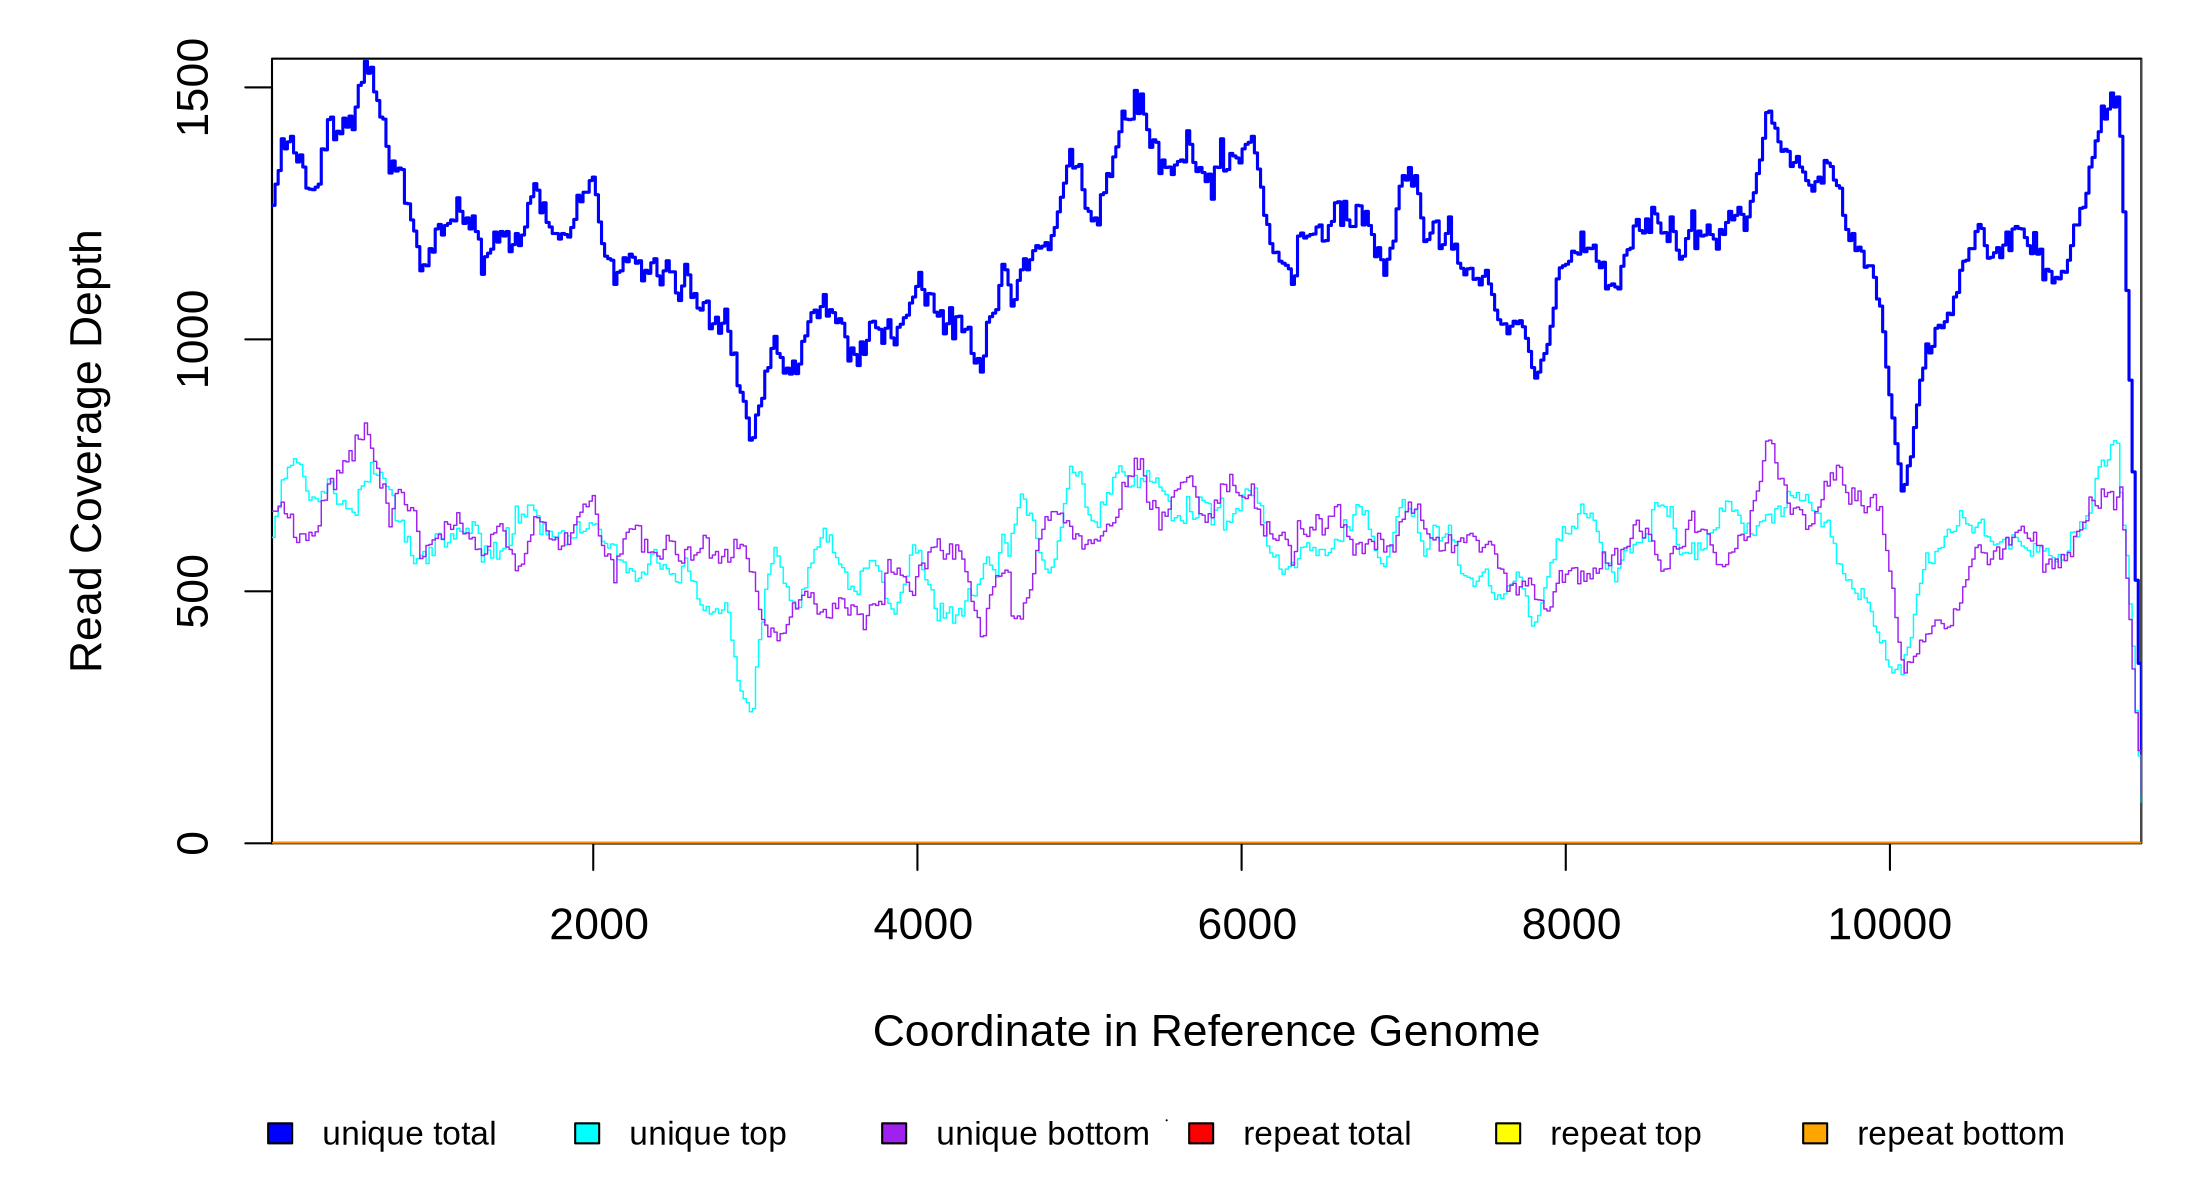 1500
1000
500
0
Read Coverage Depth
2000 4000 6000 8000 10000
Coordinate in Reference Genome
unique total unique top unique bottom repeat total repeat top repeat bottom